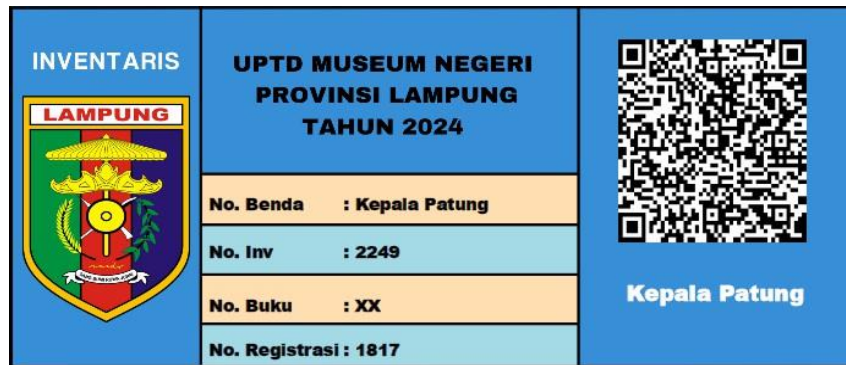 INVENTARIS
LAMPUNG
UPTD MUSEUM NEGERI
PROVINSI LAMPUNG
TAHUN 2024
No. Benda : Kepala Patung
No. Inv : 2249
No. Buku : XX
No. Registrasi : 1817
Kepala Patung